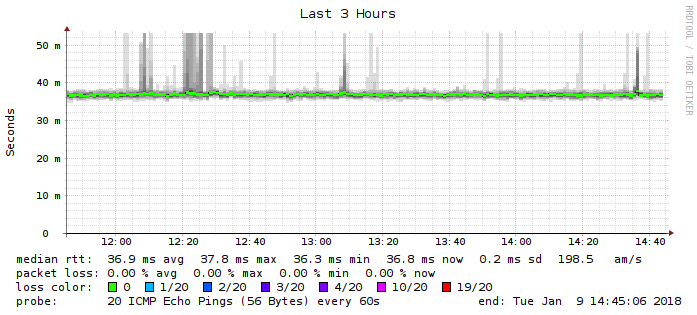 Last 3 Hours
RRDTOOL / TOBI OETIKER
Seconds
50 m
40 m
30 m
20 m
10 m
0
12:00 12:20 12:40 13:00 13:20 13:40 14:00 14:20 14:40
median rtt: 36.9 ms avg 37.8 ms max 36.3 ms min 36.8 ms now 0.2 ms sd 198.5 am/s
packet loss: 0.00 % avg 0.00 % max 0.00 % min 0.00 % now
loss color: 0 1/20 2/20 3/20 4/20 10/20 19/20
probe: 20 ICMP Echo Pings (56 Bytes) every 60s end: Tue Jan 9 14:45:06 2018